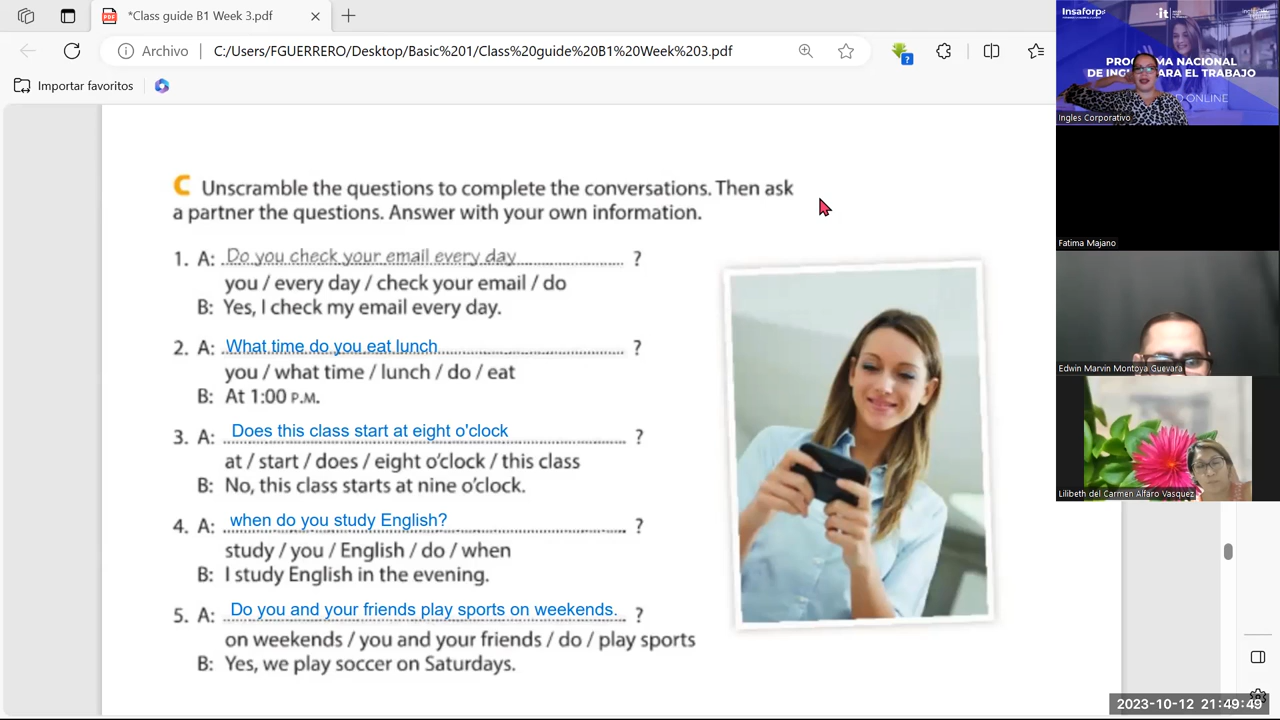 *Class guide B1 Week 3.pdf
Archivo
C:/Users/FGUERRERO/Desktop/Basic%201/Class%20guide%20B1%20Week%203.pdf
Importar favoritos
C Unscramble the questions to complete the conversations. Then ask
a partner the questions. Answer with your own information.
1. A: Do you check your email every day ?
you / every day / check your email / do
B: Yes, I check my email every day.
2. A: What time do you eat lunch ?
you / what time / lunch / do / eat
B: At 1:00 P.M.
3. A: Does this class start at eight o'clock ?
at / start / does / eight o'clock / this class
B: No, this class starts at nine o'clock.
4. A: when do you study English? ?
study / you / English / do / when
B: I study English in the evening.
5. A: Do you and your friends play sports on weekends. ?
on weekends / you and your friends / do / play sports
B: Yes, we play soccer on Saturdays.
Insaforp
it
NACIONAL
DE PARA EL TRABAJO
ONLINE
Ingles Corporativo
Fatima Majano
Edwin Marvin Montoya Guevara
Lilibeth del Carmen Alfaro Vasquez
2023-10-12 21:49:49